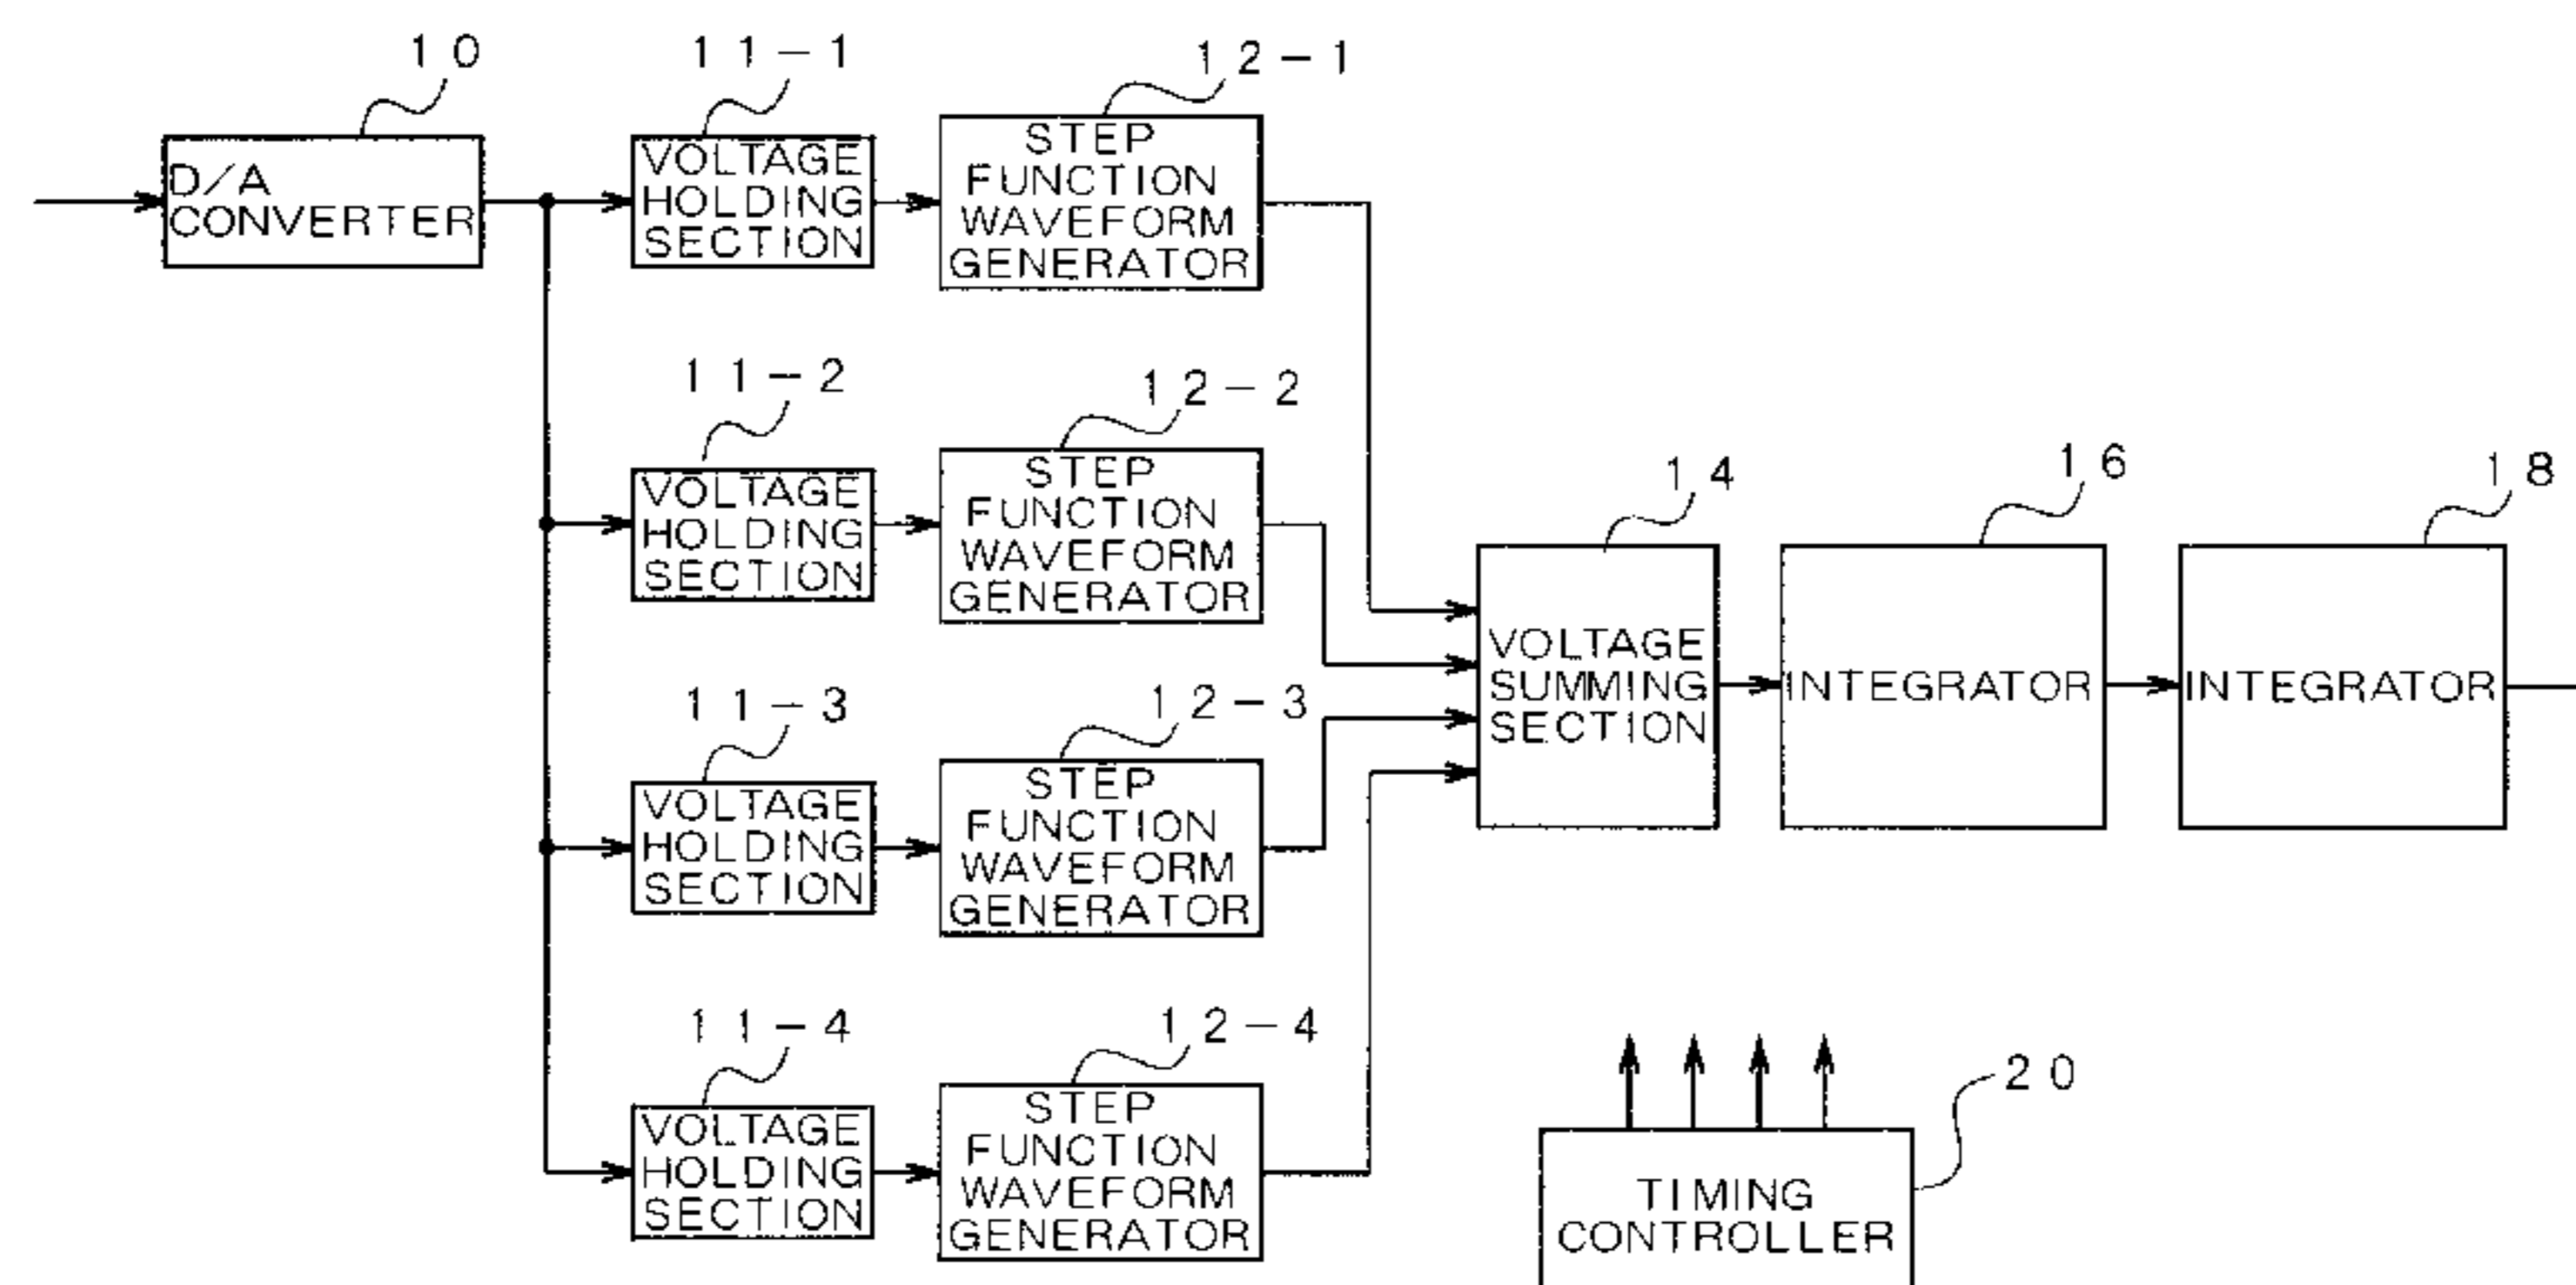 10
D/A
CONVERTER
11-1
VOLTAGE
HOLDING
SECTION
12-1
STEP
FUNCTION
WAVEFORM
GENERATOR
11-2
VOLTAGE
HOLDING
SECTION
12-2
STEP
FUNCTION
WAVEFORM
GENERATOR
11-3
VOLTAGE
HOLDING
SECTION
12-3
STEP
FUNCTION
WAVEFORM
GENERATOR
11-4
VOLTAGE
HOLDING
SECTION
12-4
STEP
FUNCTION
WAVEFORM
GENERATOR
14
VOLTAGE
SUMMING
SECTION
16
INTEGRATOR
18
INTEGRATOR
20
TIMING
CONTROLLER